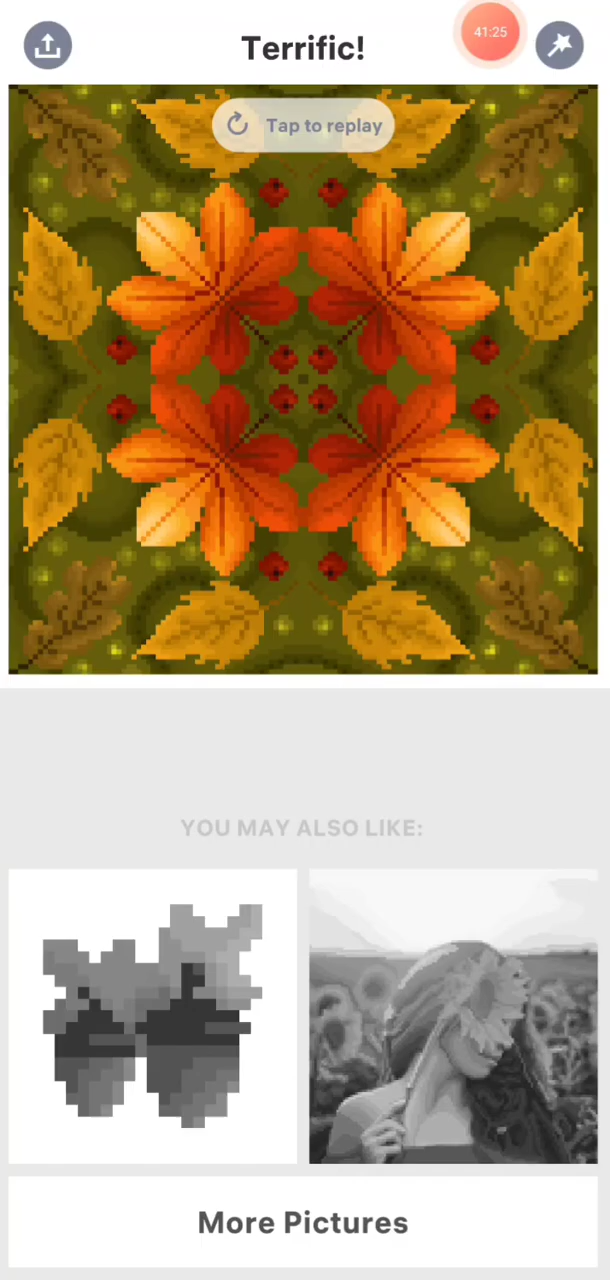 Terrific!
41:25
Tap to replay
YOU MAY ALSO LIKE:
More Pictures